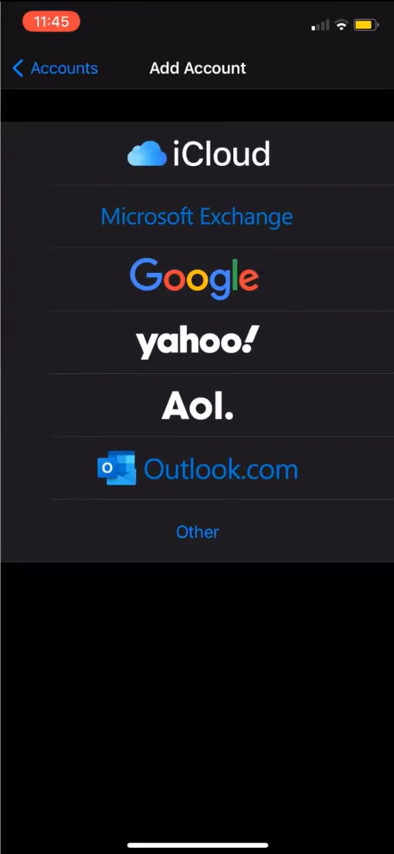 11:45
Accounts
Add Account
iCloud
Microsoft Exchange
Google
yahoo!
Aol.
Outlook.com
Other